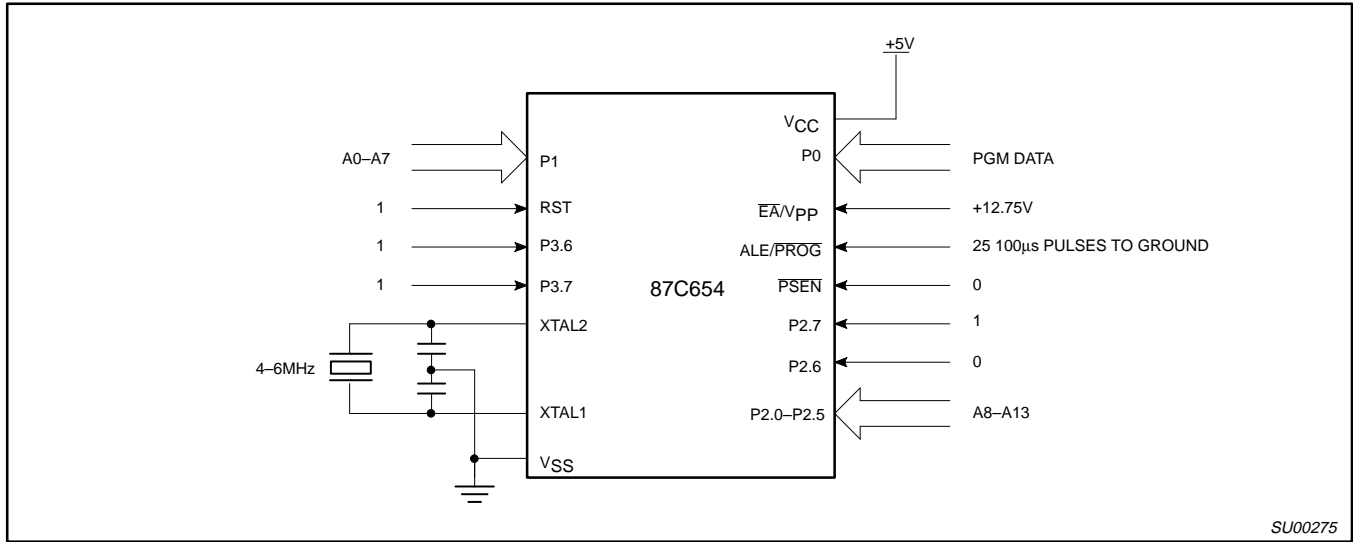 +5V
VCC
A0–A7
P1
P0
PGM DATA
1
RST
EA/VPP
+12.75V
1
P3.6
ALE/PROG
25 100µs PULSES TO GROUND
1
P3.7
87C654
PSEN
0
XTAL2
P2.7
1
4–6MHz
P2.6
0
XTAL1
P2.0–P2.5
A8–A13
VSS
SU00275